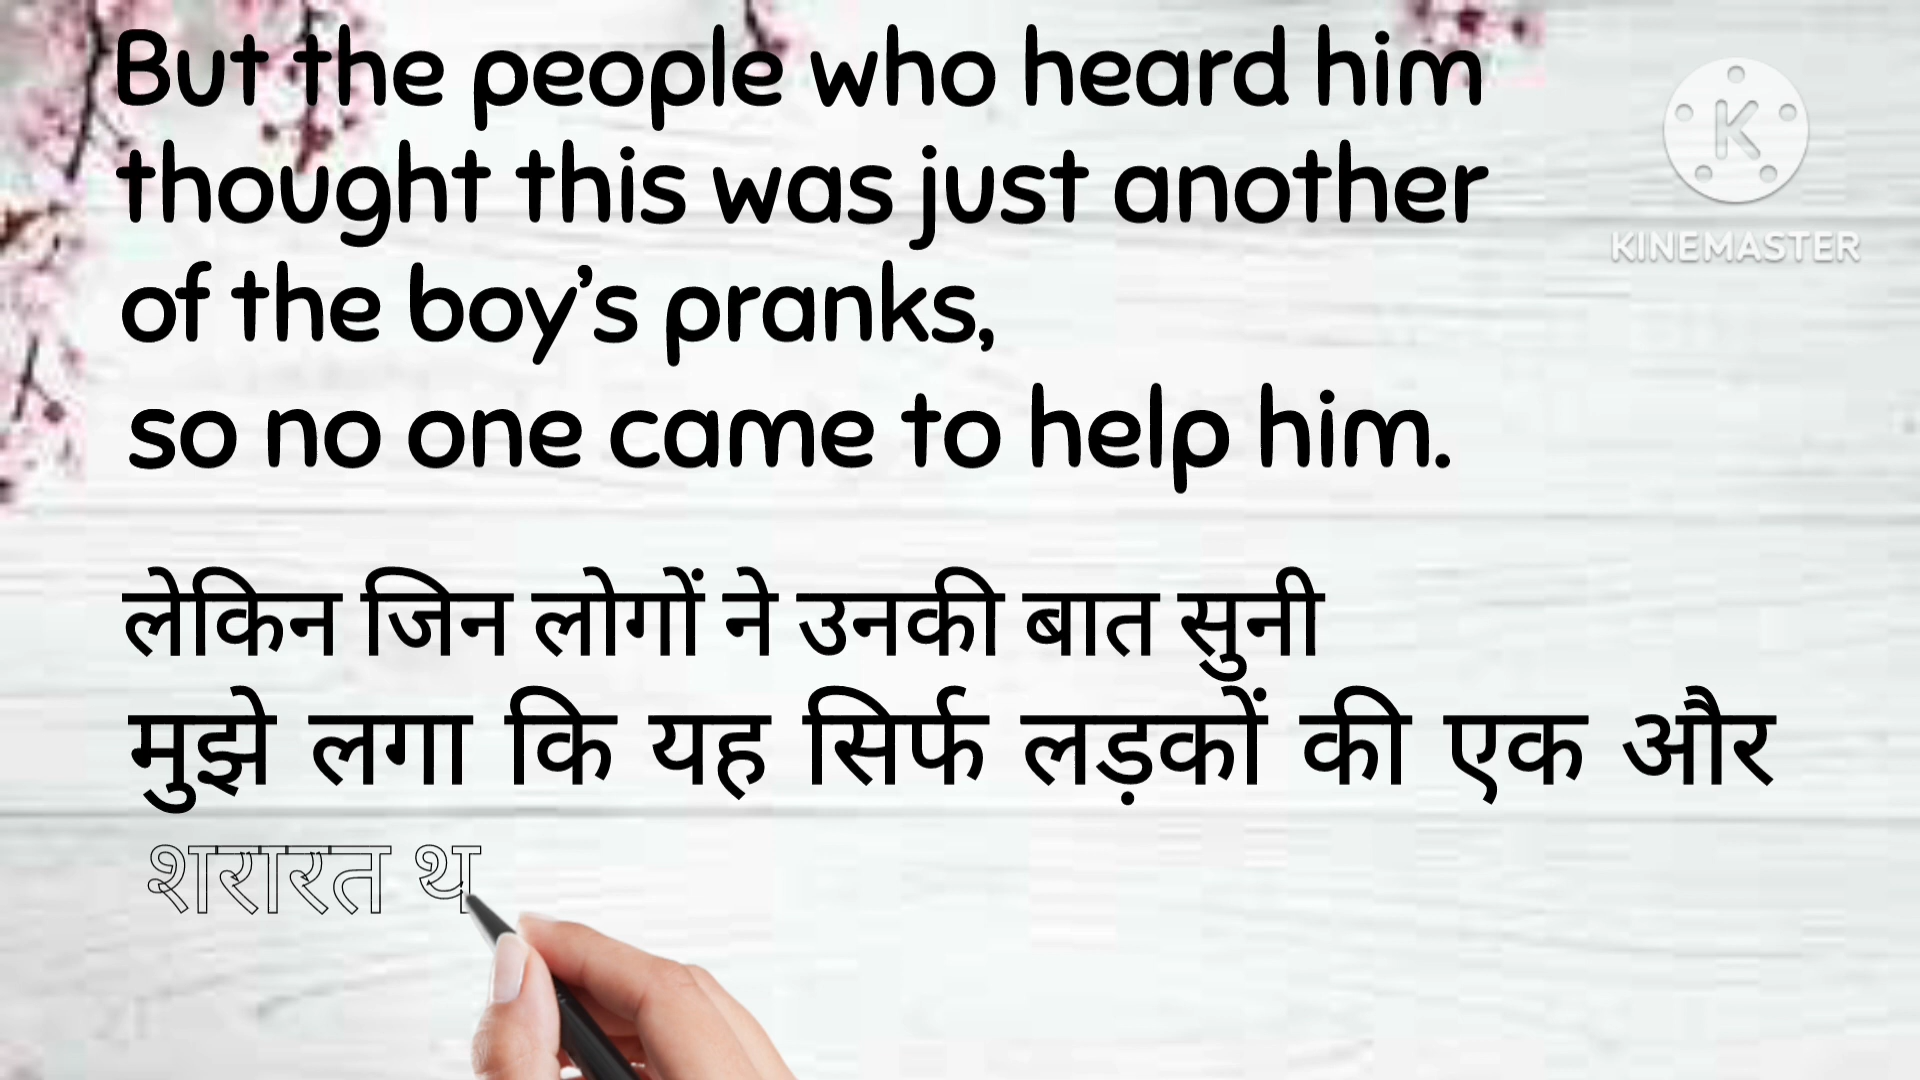 But the people who heard him
thought this was just another
of the boy's pranks,
so no one came to help him.
लेकिन जिन लोगों ने उनकी बात सुनी
मुझे लगा कि यह सिर्फ लड़कों की एक और
शरारत थ
KINEMASTER